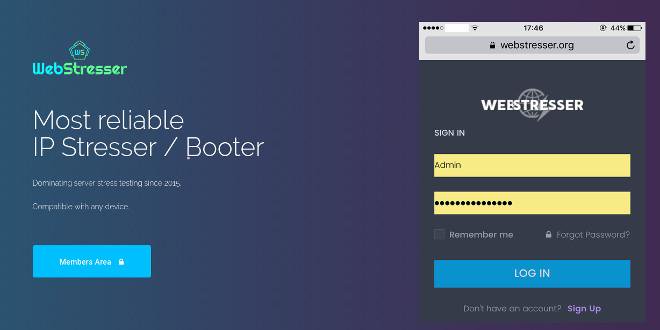 WS
WebStresser
Most reliable
IP Stresser / Booter
Dominating server stress testing since 2015.
Compatible with any device.
Members Area
17:46
44%
webstresser.org
WEBSTRESSER
SIGN IN
Admin
••••••••••••••••
Remember me
Forgot Password?
LOG IN
Don't have an account? Sign Up